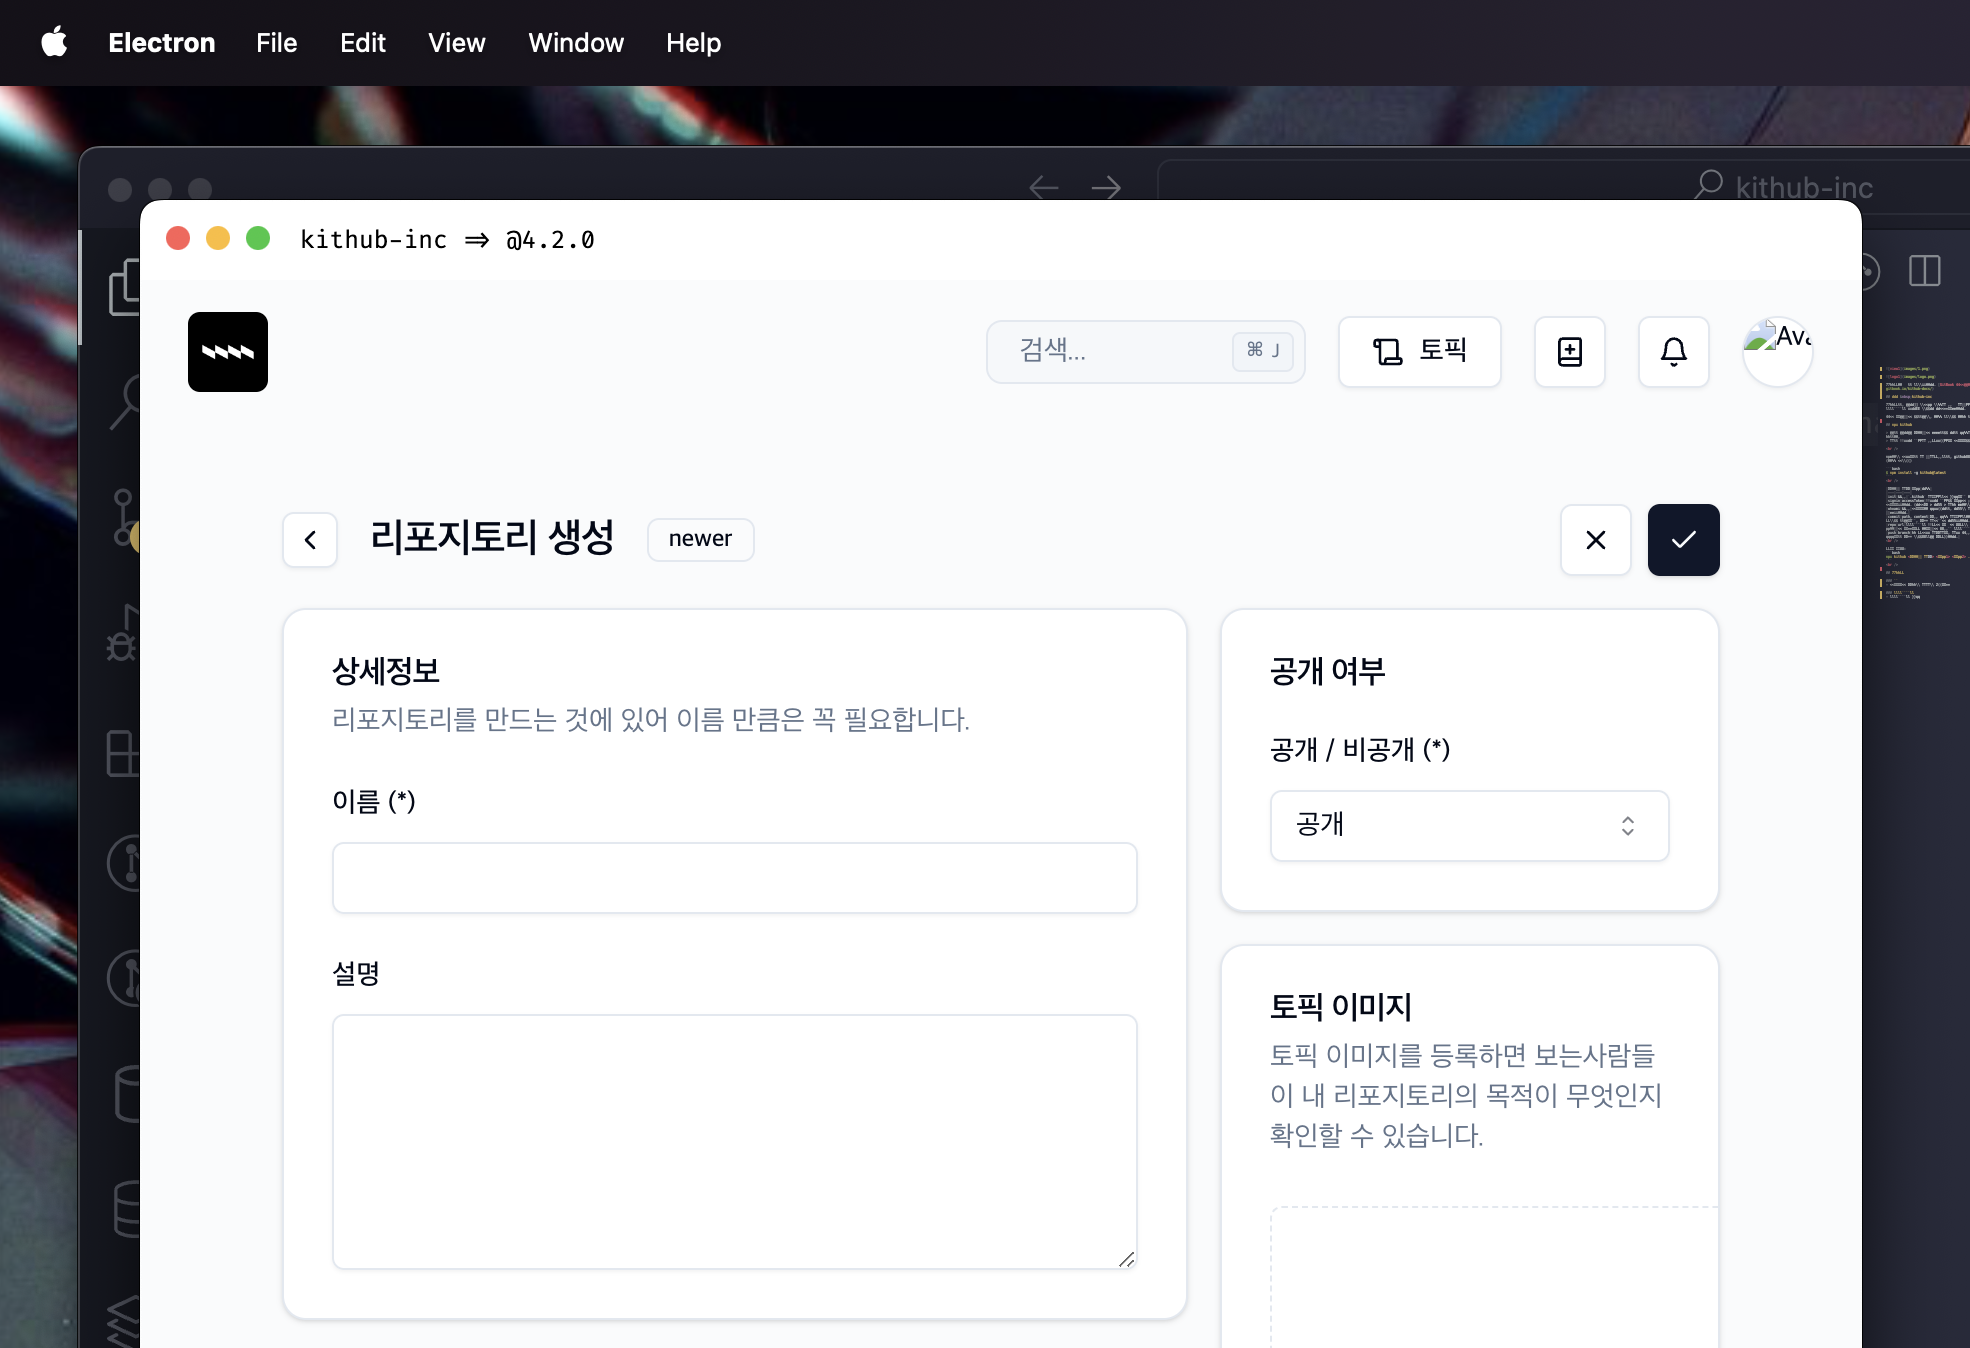 Electron File Edit View Window Help
kithub-inc
kithub-inc ⇒ @4.2.0
검색... ⌘ J
토픽
Ava
리포지토리 생성
newer
상세정보
리포지토리를 만드는 것에 있어 이름 만큼은 꼭 필요합니다.
이름 (*)
설명
공개 여부
공개 / 비공개 (*)
공개
토픽 이미지
토픽 이미지를 등록하면 보는사람들
이 내 리포지토리의 목적이 무엇인지
확인할 수 있습니다.